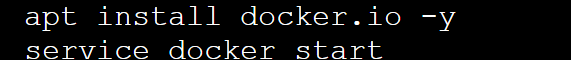 apt install docker.io -y
service docker start